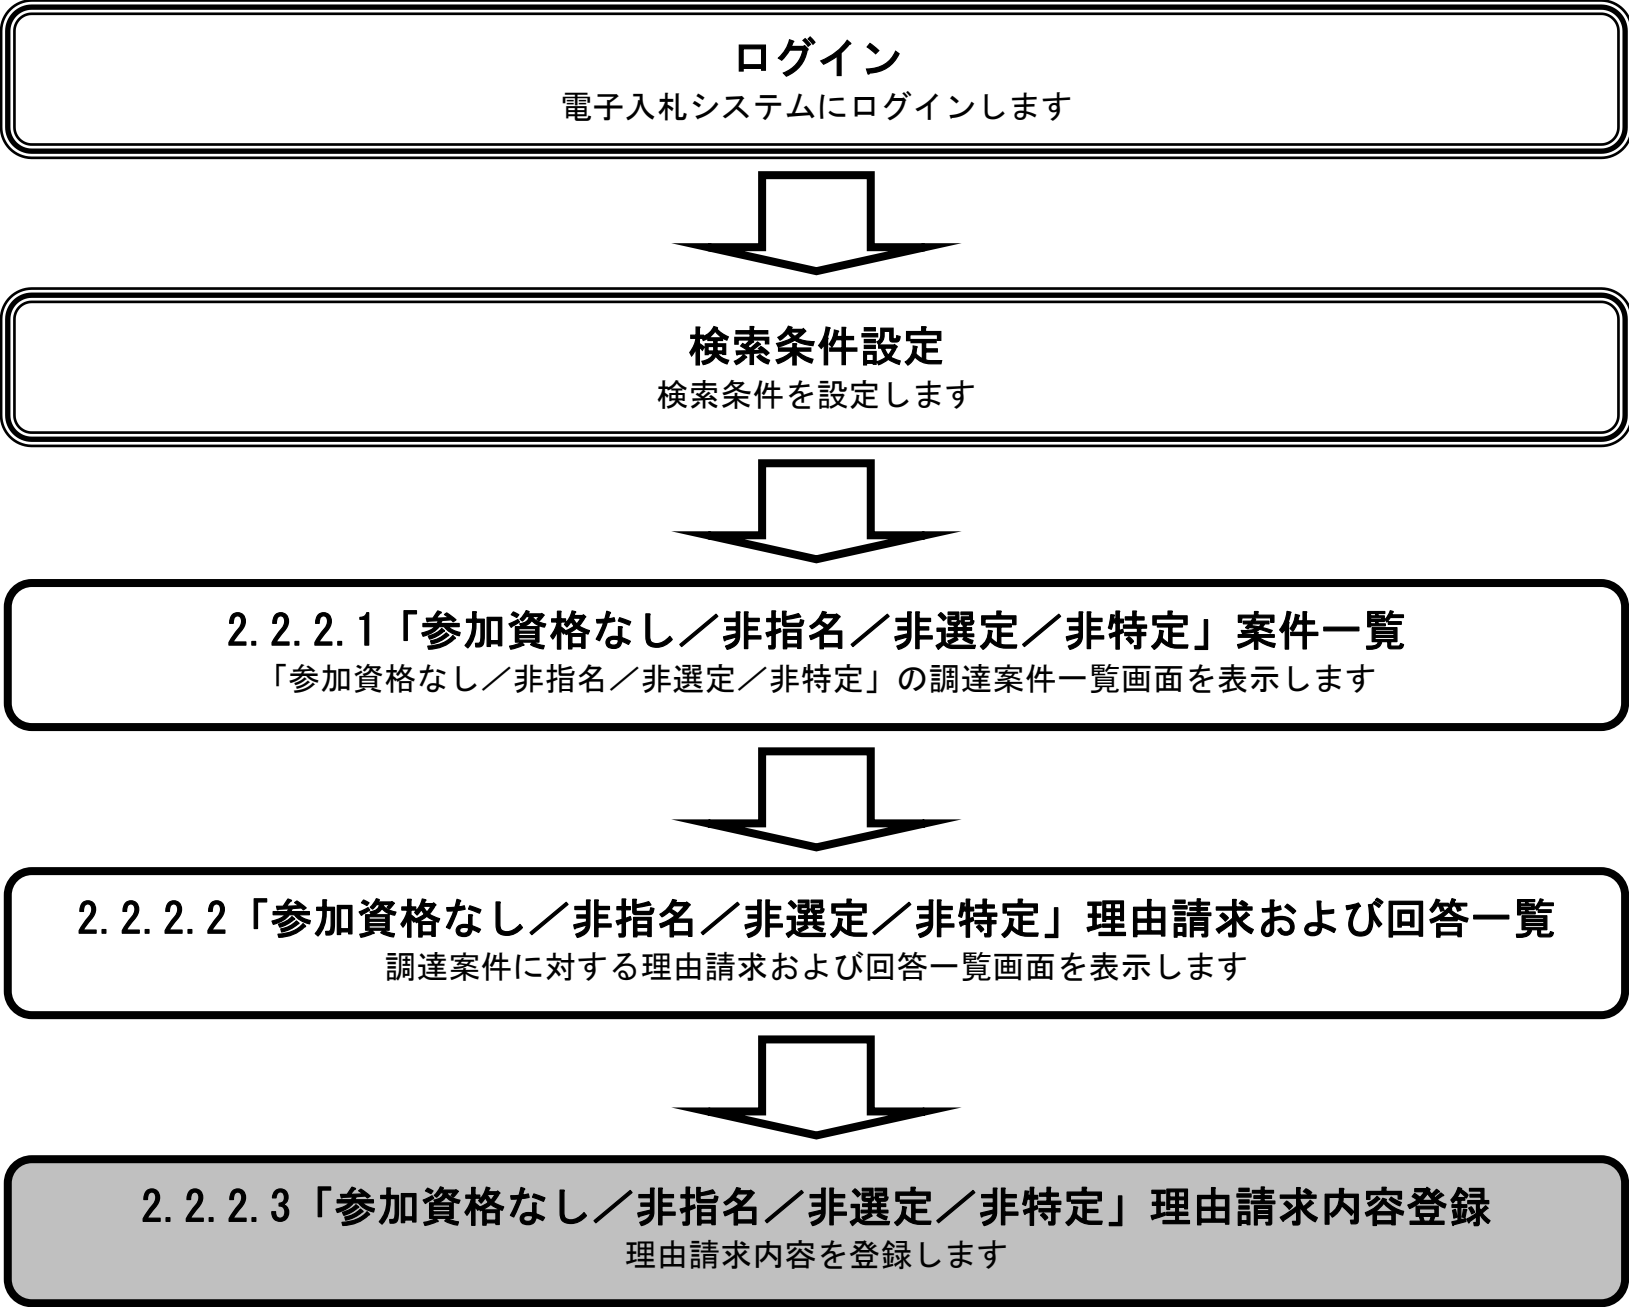 ログイン
電子入札システムにログインします
検索条件設定
検索条件を設定します
2.2.2.1「参加資格なし／非指名／非選定／非特定」案件一覧
「参加資格なし／非指名／非選定／非特定」の調達案件一覧画面を表示します
2.2.2.2「参加資格なし／非指名／非選定／非特定」理由請求および回答一覧
調達案件に対する理由請求および回答一覧画面を表示します
2.2.2.3「参加資格なし／非指名／非選定／非特定」理由請求内容登録
理由請求内容を登録します